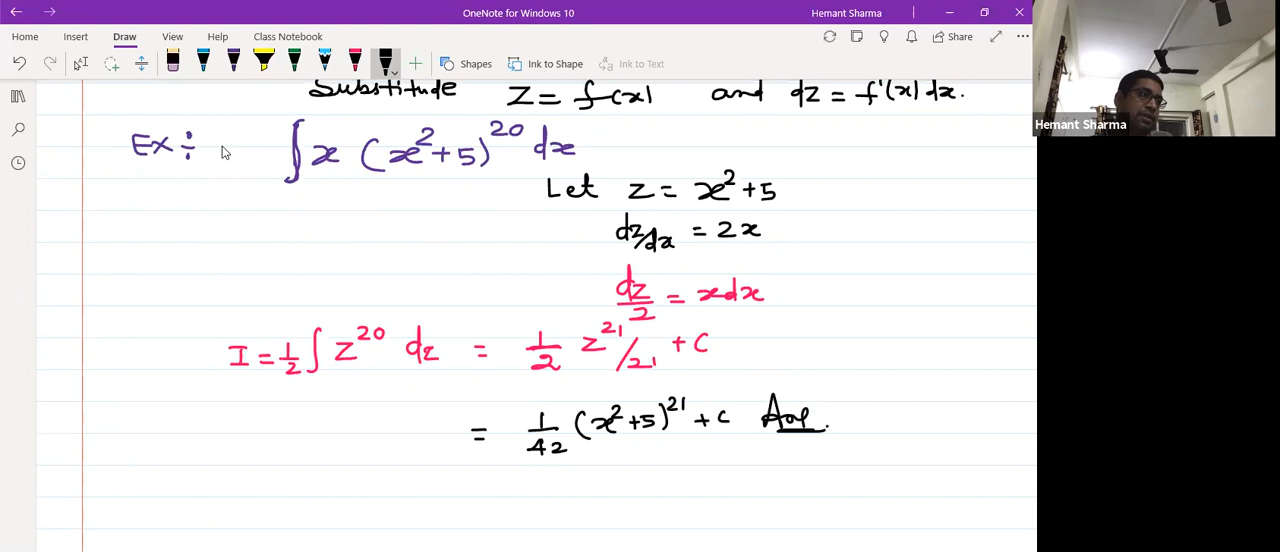 OneNote for Windows 10
Hemant Sharma
Home Insert Draw View Help Class Notebook
Share
Shapes Ink to Shape Ink to Text
Substitude Z = f(x) and dz = f'(x) dx.
Ex ÷ ∫ x (x²+5)²⁰ dx
Let z = x²+5
dz/dx = 2x
dz/2 = xdx
I = 1/2 ∫ z²⁰ dz = 1/2 z²¹/21 + c
= 1/42 (x²+5)²¹ + c
Hemant Sharma